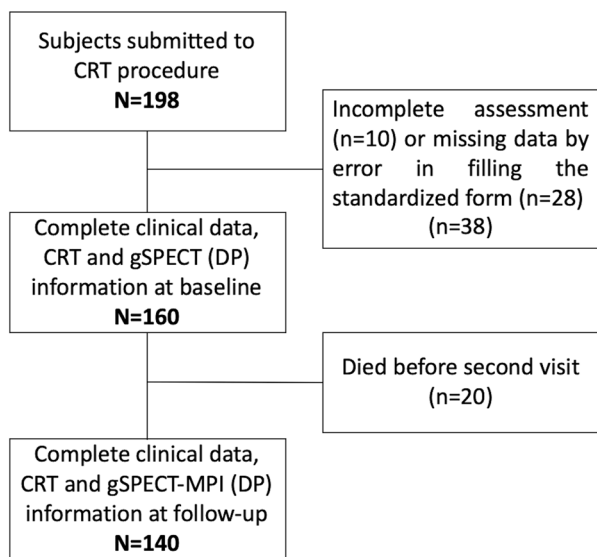 Subjects submitted to
CRT procedure
N=198
Incomplete assessment
(n=10) or missing data by
error in filling the
standardized form (n=28)
(n=38)
Complete clinical data,
CRT and gSPECT (DP)
information at baseline
N=160
Died before second visit
(n=20)
Complete clinical data,
CRT and gSPECT-MPI (DP)
information at follow-up
N=140